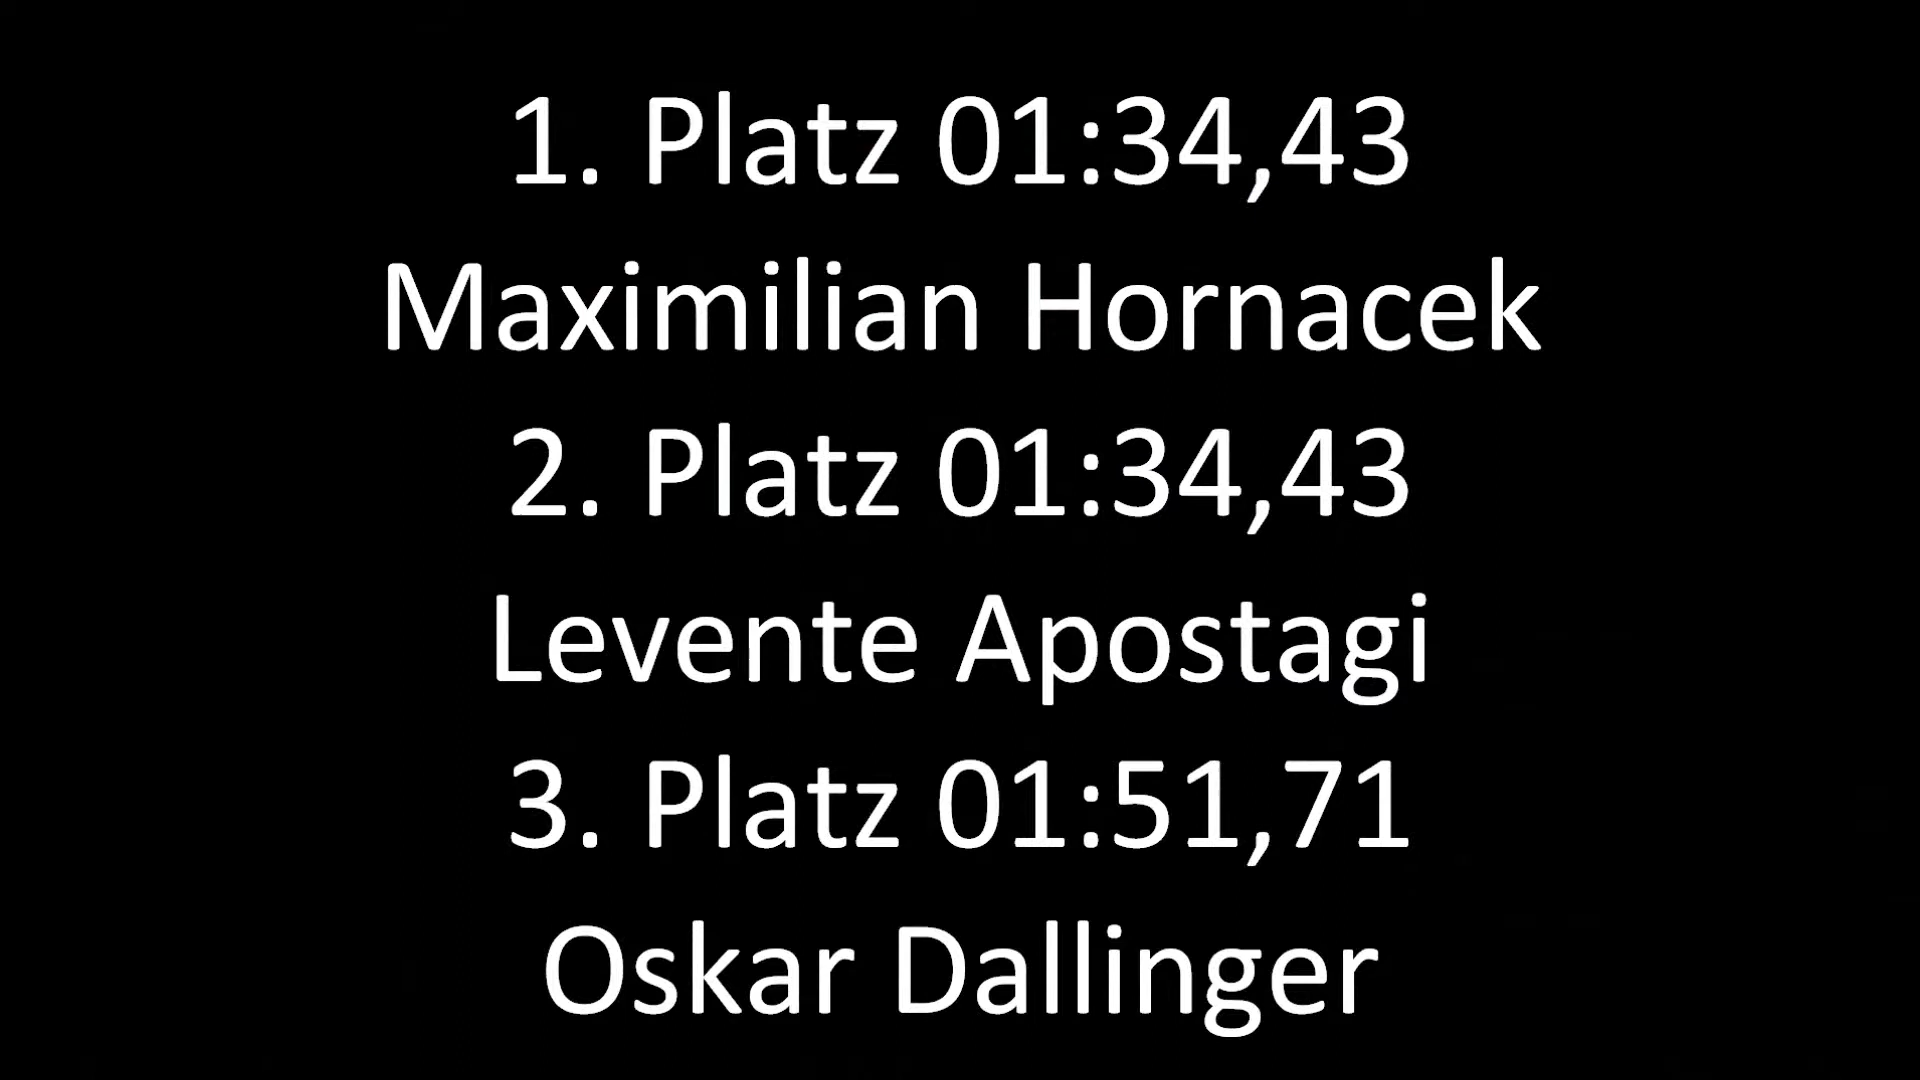 1. Platz 01:34,43
Maximilian Hornacek
2. Platz 01:34,43
Levente Apostagi
3. Platz 01:51,71
Oskar Dallinger